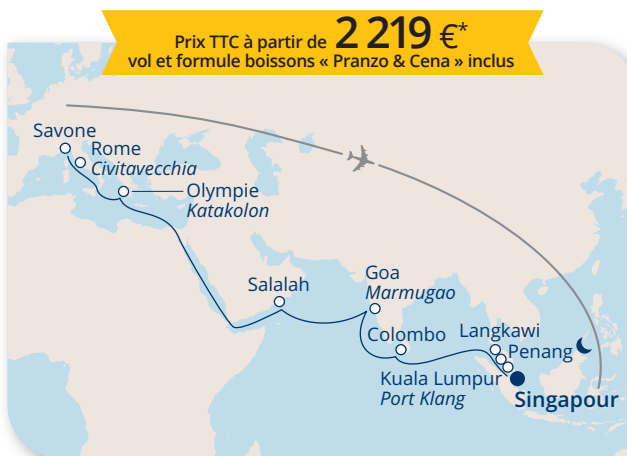 Prix TTC à partir de 2 219 €*
vol et formule boissons « Pranzo & Cena » inclus
Savone
Rome
Civitavecchia
Olympie
Katakolon
Salalah
Goa
Marmugao
Colombo
Langkawi
Penang
Kuala Lumpur
Port Klang
Singapour